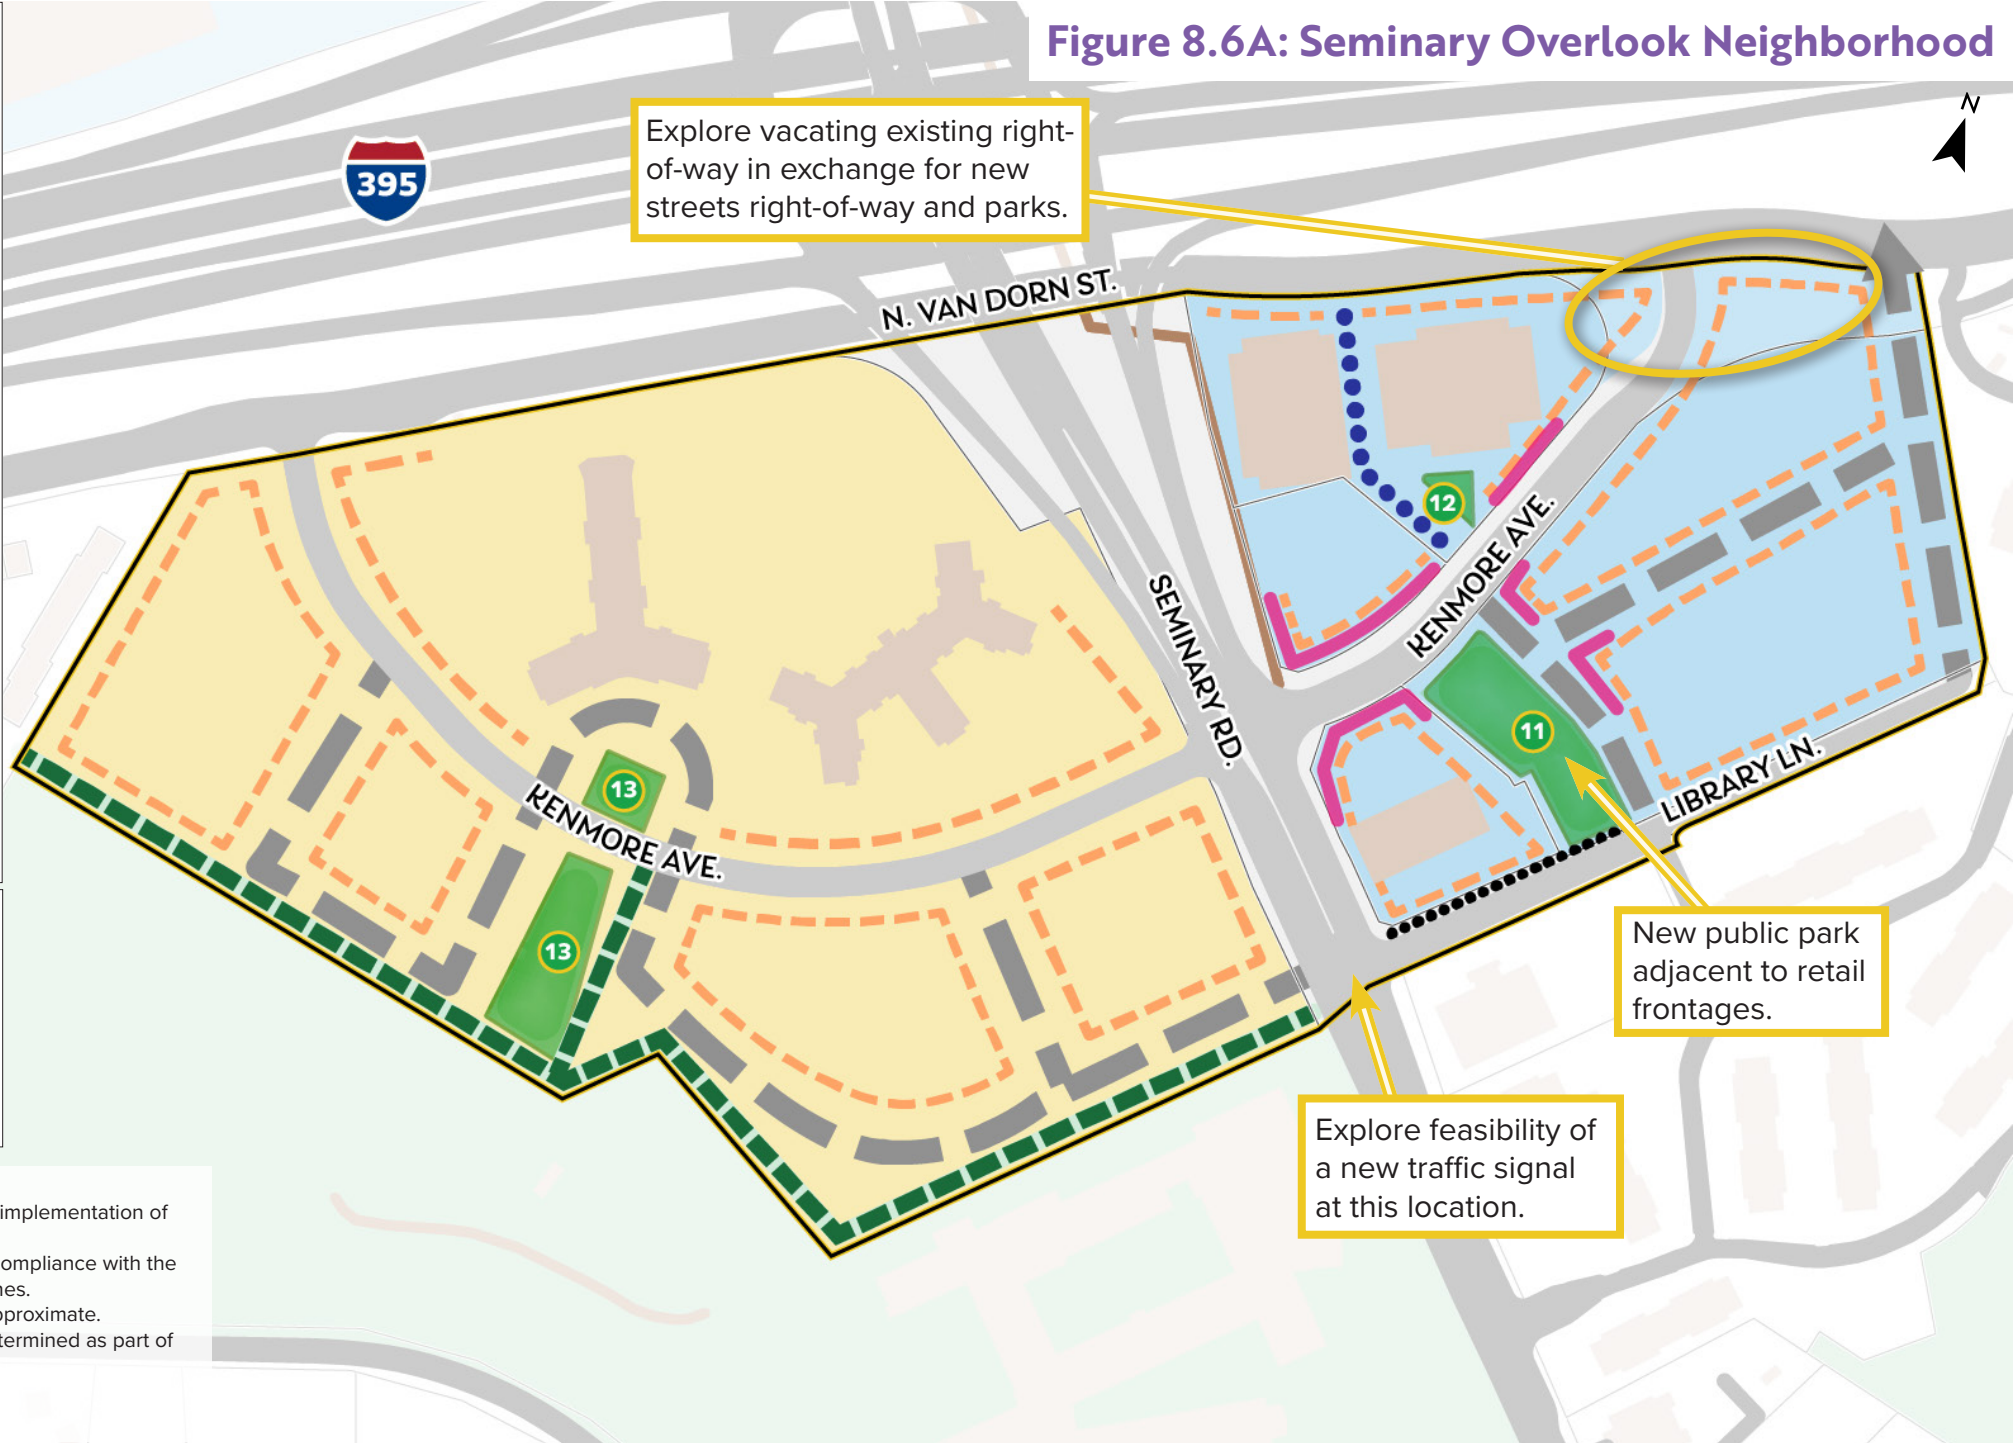 Figure 8.6A: Seminary Overlook Neighborhood
N
Explore vacating existing right-
of-way in exchange for new
streets right-of-way and parks.
395
N. VAN DORN ST.
12
KENMORE AVE.
SEMINARY RD.
11
LIBRARY LN.
13
KENMORE AVE.
13
New public park
adjacent to retail
frontages.
Explore feasibility of
a new traffic signal
at this location.
implementation of
ompliance with the
nes.
pproximate.
termined as part of